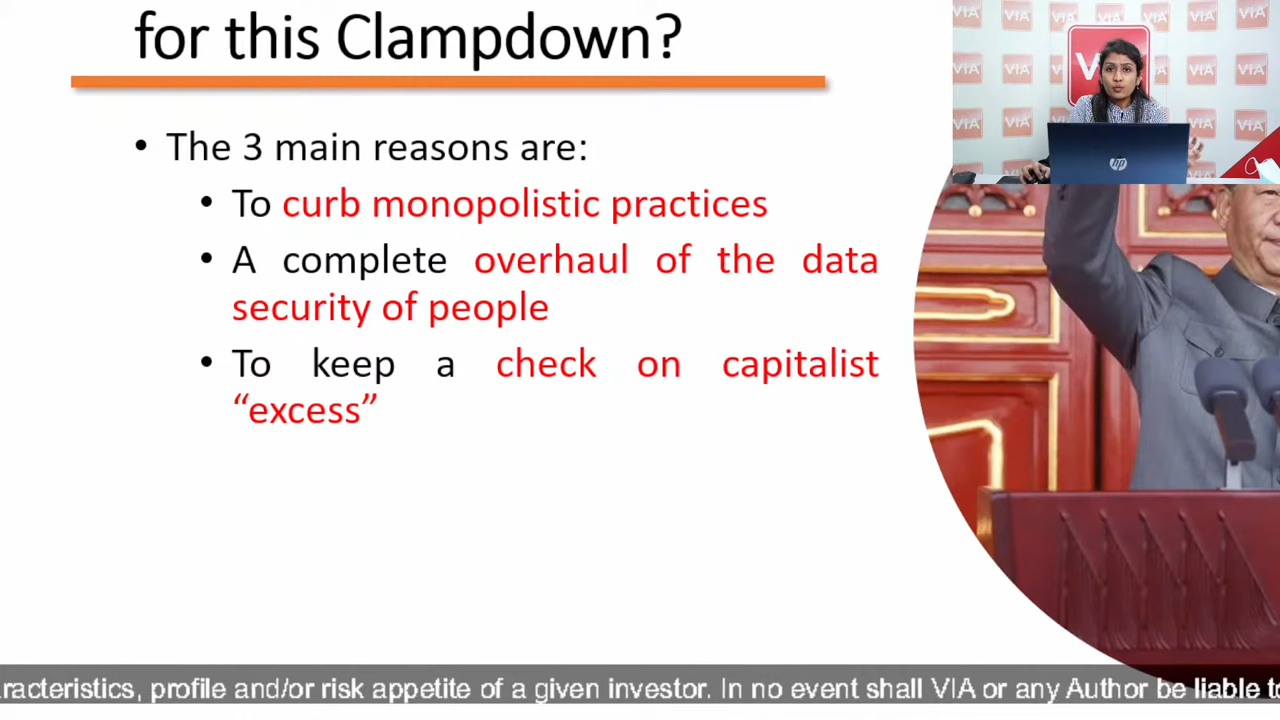 for this Clampdown?
• The 3 main reasons are:
• To curb monopolistic practices
• A complete overhaul of the data
security of people
• To keep a check on capitalist
“excess”
VIA
hp
racteristics, profile and/or risk appetite of a given investor. In no event shall VIA or any Author be liable to